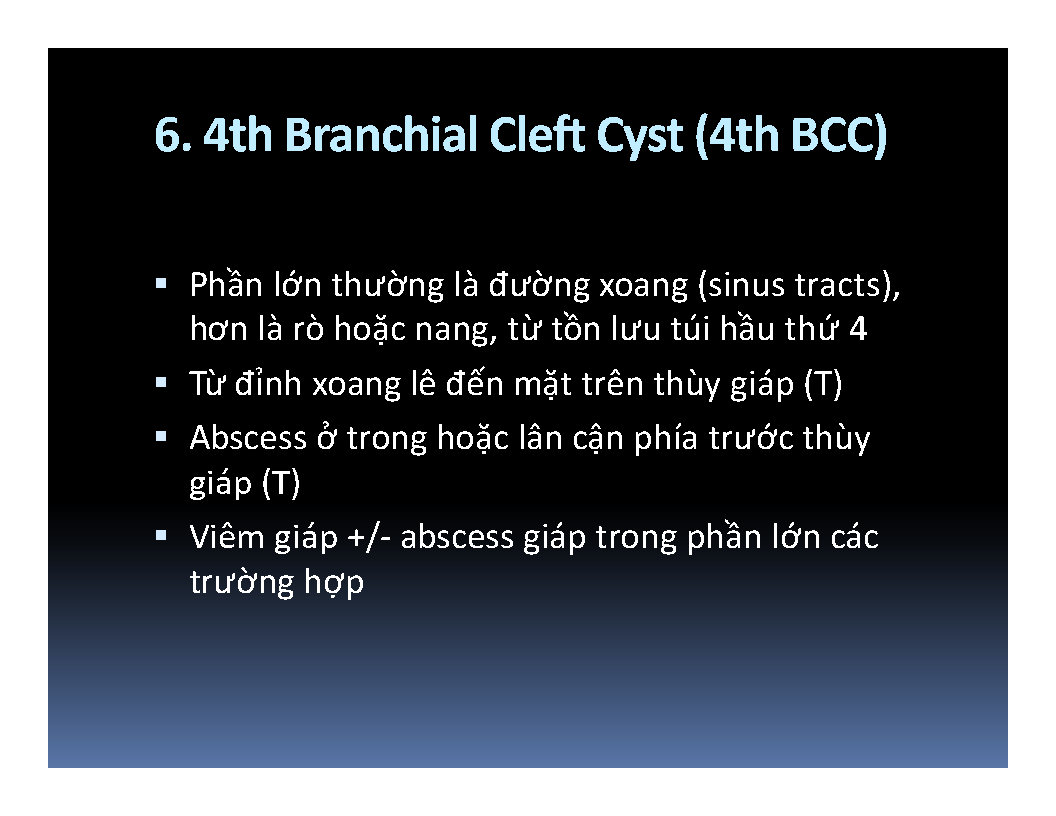 6. 4th Branchial Cleft Cyst (4th BCC)
▪ Phần lớn thường là đường xoang (sinus tracts),
hơn là rò hoặc nang, từ tồn lưu túi hầu thứ 4
▪ Từ đỉnh xoang lê đến mặt trên thùy giáp (T)
▪ Abscess ở trong hoặc lân cận phía trước thùy
giáp (T)
▪ Viêm giáp +/- abscess giáp trong phần lớn các
trường hợp